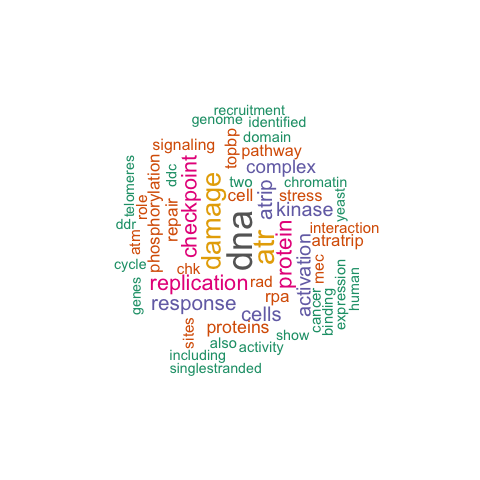 recruitment
genome
identified
domain
signaling
topbp
pathway
complex
telomeres
phosphorylation
ddc
checkpoint
damage
two
cell
atrip
chromatin
stress
kinase
yeast
role
repair
dna
atr
protein
interaction
atratrip
ddr
atm
cycle
chk
replication
rad
activation
mec
genes
response
rpa
cells
cancer
binding
expression
human
sites
proteins
also
activity
show
including
singlestranded